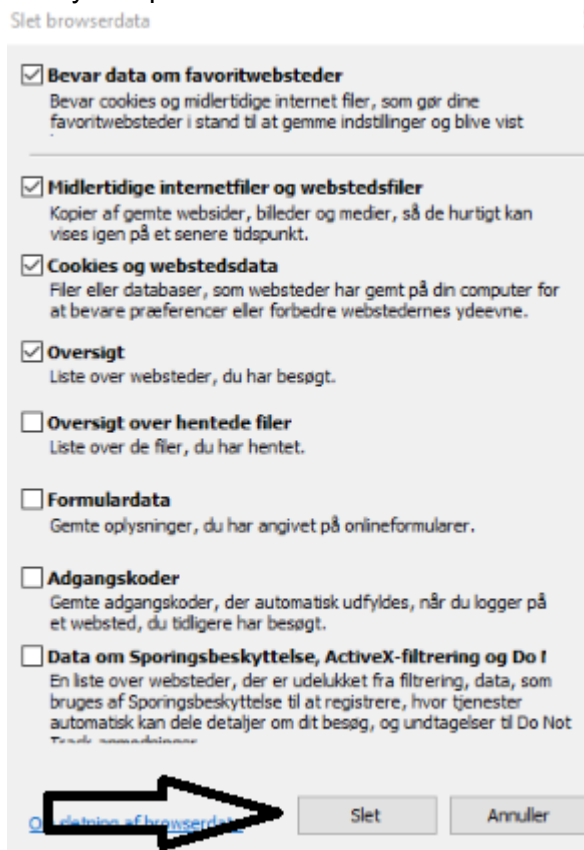 Slet browserdata
Bevar data om favoritwebsteder
Bevar cookies og midlertidige internet filer, som gør dine
favoritwebsteder i stand til at gemme indstillinger og blive vist
Midlertidige internetfiler og webstedsfiler
Kopier af gemte websider, billeder og medier, så de hurtigt kan
vises igen på et senere tidspunkt.
Cookies og webstedsdata
Filer eller databaser, som websteder har gemt på din computer for
at bevare præferencer eller forbedre webstedernes ydeevne.
Oversigt
Liste over websteder, du har besøgt.
Oversigt over hentede filer
Liste over de filer, du har hentet.
Formulardata
Gemte oplysninger, du har angivet på onlineformularer.
Adgangskoder
Gemte adgangskoder, der automatisk udfyldes, når du logger på
et websted, du tidligere har besøgt.
Data om Sporingsbeskyttelse, ActiveX-filtrering og Do
En liste over websteder, der er udelukket fra filtrering, data, som
bruges af Sporingsbeskyttelse til at registrere, hvor tjenester
automatisk kan dele detaljer om dit besøg, og undtagelser til Do Not
Track anmodninger
sletning af browserdata
Slet
Annuller